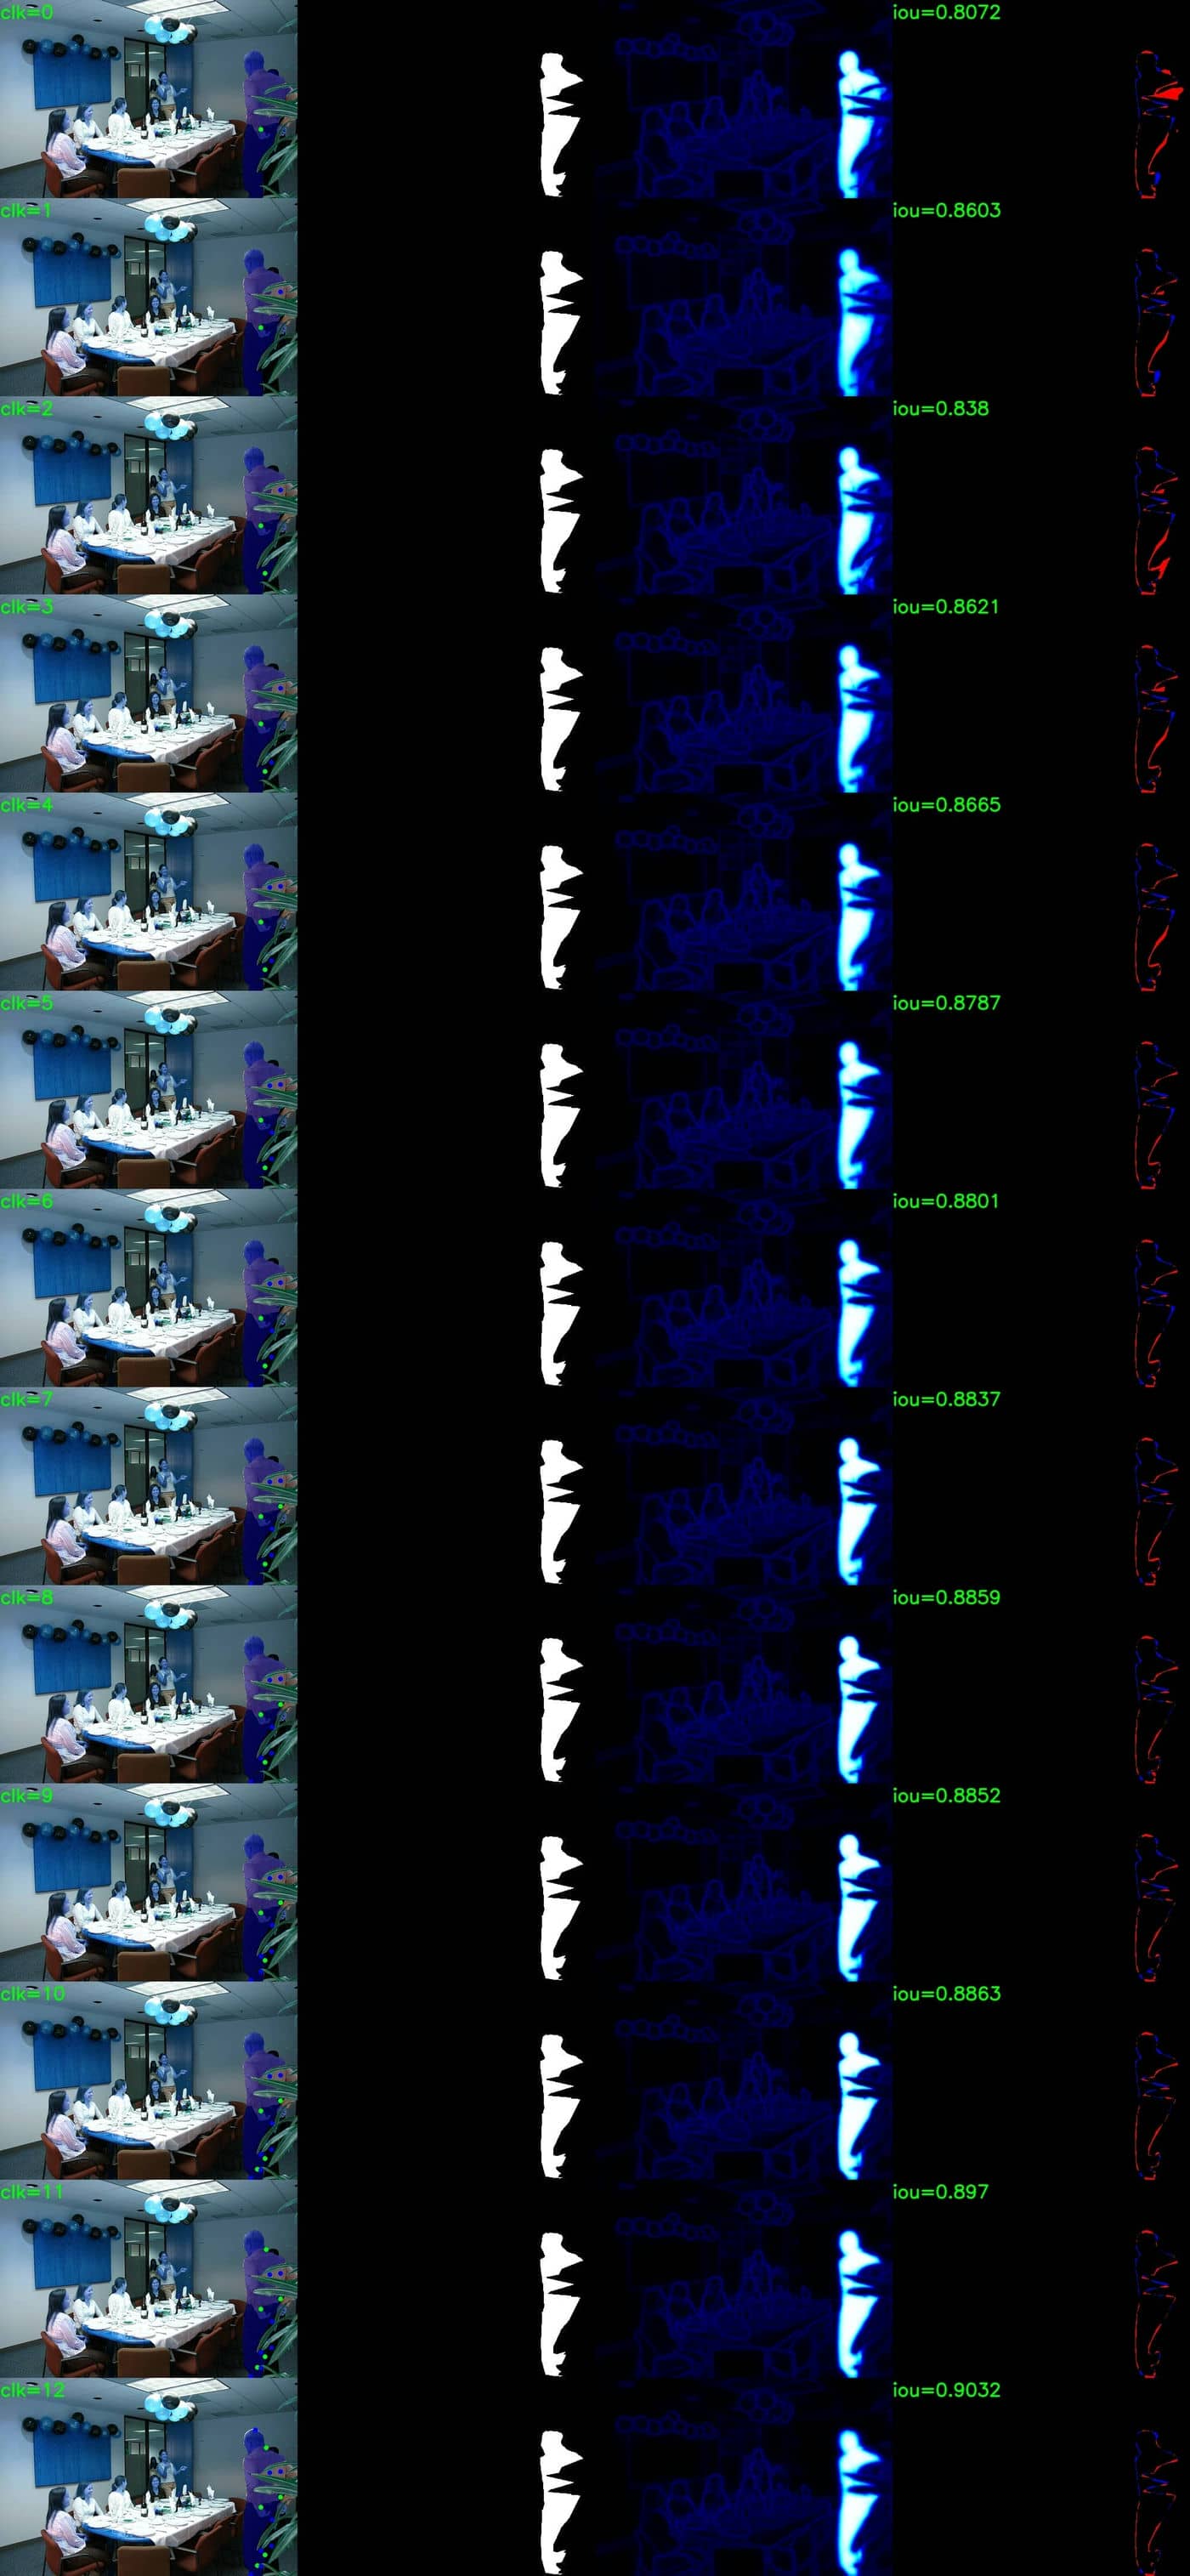 clk=0 iou=0.8072
clk=1 iou=0.8603
clk=2 iou=0.838
clk=3 iou=0.8621
clk=4 iou=0.8665
clk=5 iou=0.8787
clk=6 iou=0.8801
clk=7 iou=0.8837
clk=8 iou=0.8859
clk=9 iou=0.8852
clk=10 iou=0.8863
clk=11 iou=0.897
clk=12 iou=0.9032